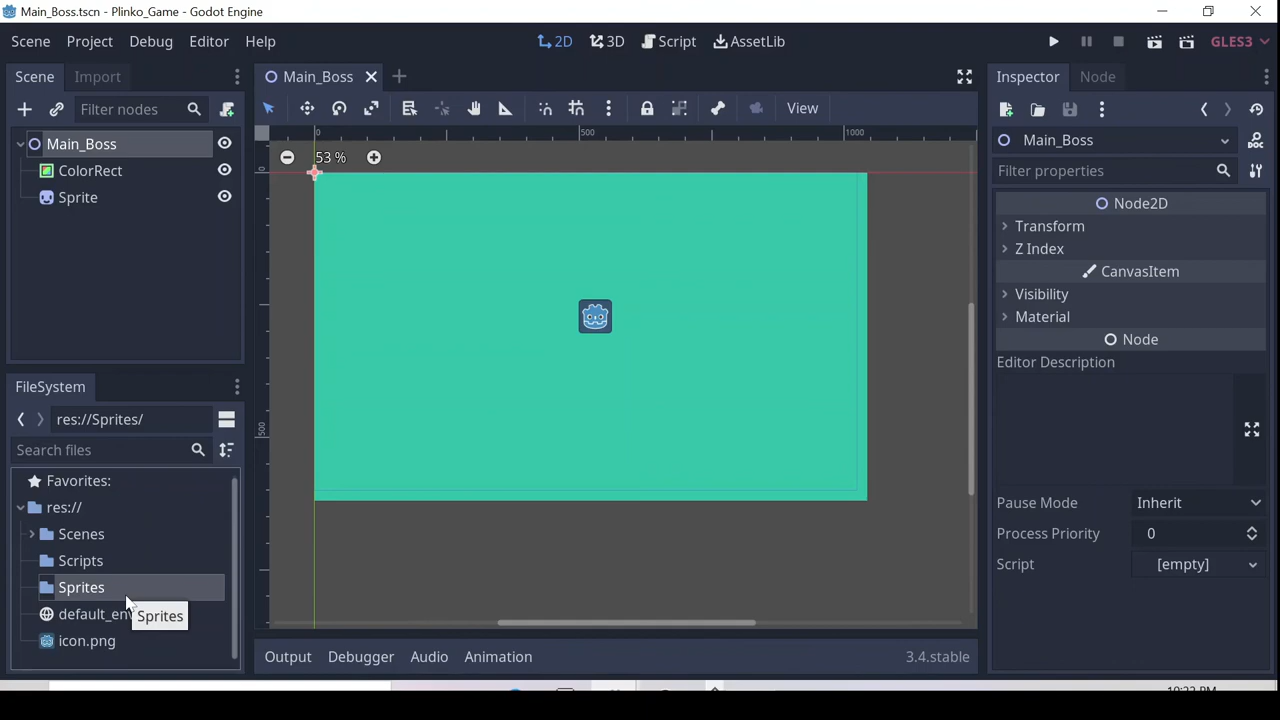 Main_Boss.tscn - Plinko_Game - Godot Engine
Scene Project Debug Editor Help
2D 3D Script AssetLib
GLES3
Scene Import
Filter nodes
Main_Boss
ColorRect
Sprite
FileSystem
res://Sprites/
Search files
Favorites:
res://
Scenes
Scripts
Sprites
default_en
Sprites
icon.png
Main_Boss
View
0 500 1000
53 %
0
500
Output Debugger Audio Animation 3.4.stable
Inspector Node
Main_Boss
Filter properties
Node2D
Transform
Z Index
CanvasItem
Visibility
Material
Node
Editor Description
Pause Mode Inherit
Process Priority 0
Script [empty]